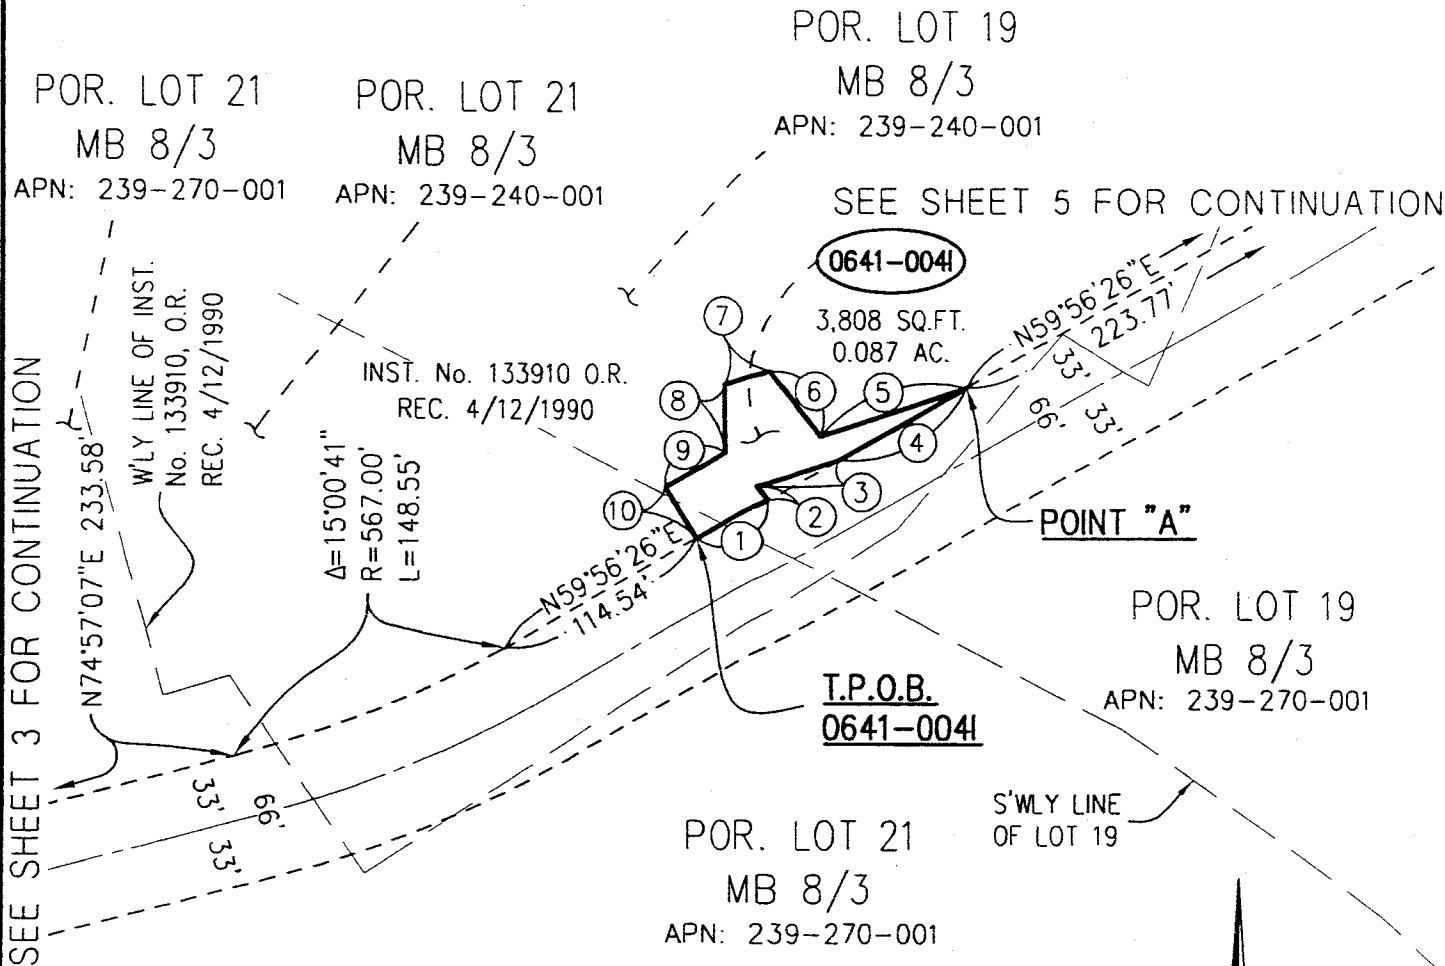 POR. LOT 19
MB 8/3
APN: 239-240-001
POR. LOT 21
MB 8/3
APN: 239-270-001
POR. LOT 21
MB 8/3
APN: 239-240-001
SEE SHEET 5 FOR CONTINUATION
0641-004I
3,808 SQ.FT.
0.087 AC.
N59°56'26"E
223.77'
33'
66'
33'
W'LY LINE OF INST.
No. 133910, O.R.
REC. 4/12/1990
INST. No. 133910 O.R.
REC. 4/12/1990
7
8
9
10
6
5
4
3
2
1
SEE SHEET 3 FOR CONTINUATION
N74°57'07"E 233.58'
Δ=15°00'41"
R=567.00'
L=148.55'
N59°56'26"E
114.54'
POINT "A"
T.P.O.B.
0641-004I
POR. LOT 19
MB 8/3
APN: 239-270-001
33'
66'
33'
S'WLY LINE
OF LOT 19
POR. LOT 21
MB 8/3
APN: 239-270-001